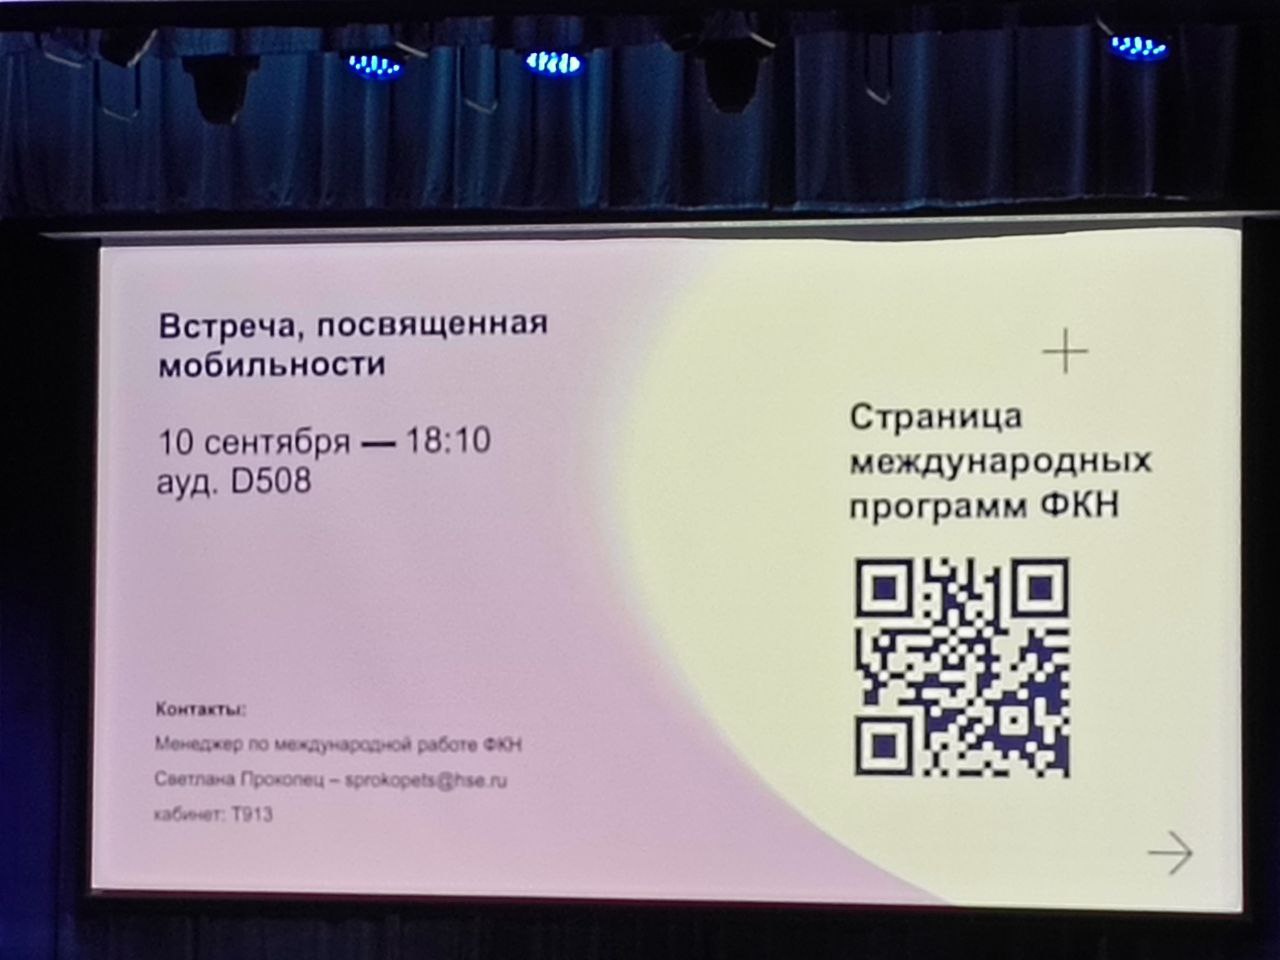 Встреча, посвященная
мобильности
10 сентября — 18:10
ауд. D508
Контакты:
Менеджер по международной работе ФКН
Светлана Прокопец – sprokopets@hse.ru
кабинет: T913
Страница
международных
программ ФКН